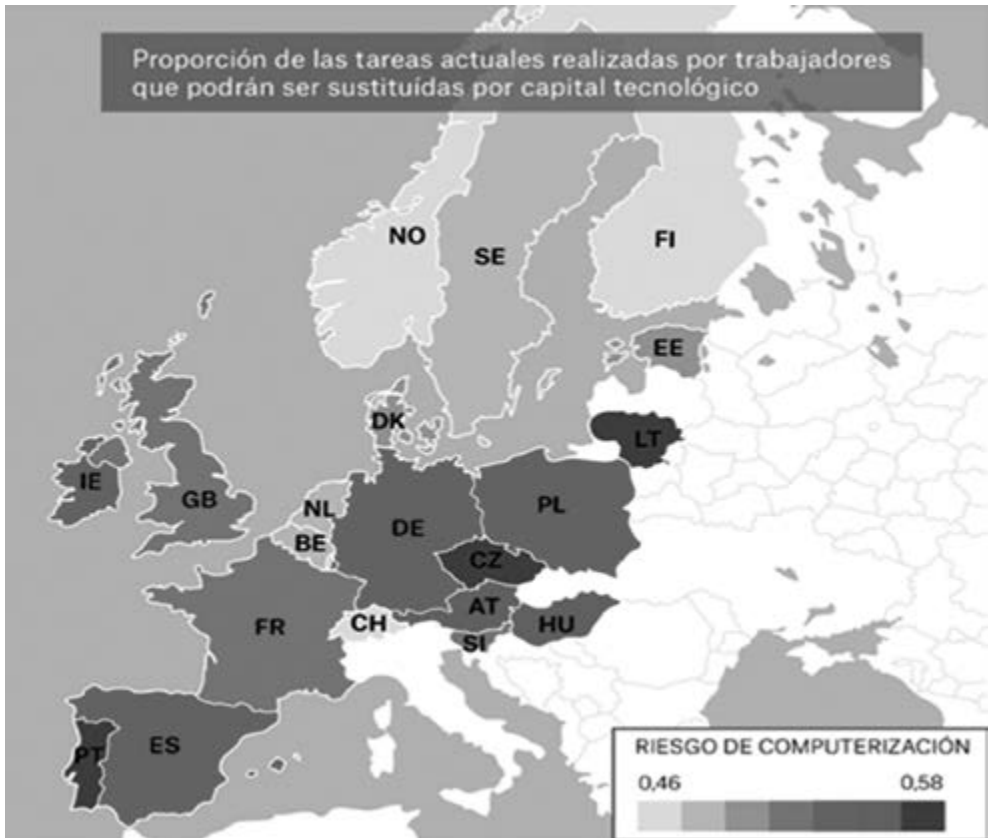 Proporción de las tareas actuales realizadas por trabajadores
que podrán ser sustituídas por capital tecnológico
NO
SE
FI
EE
DK
LT
IE
GB
NL
PL
DE
BE
CZ
AT
FR
CH
HU
SI
PT
ES
RIESGO DE COMPUTERIZACIÓN
0,46 0,58